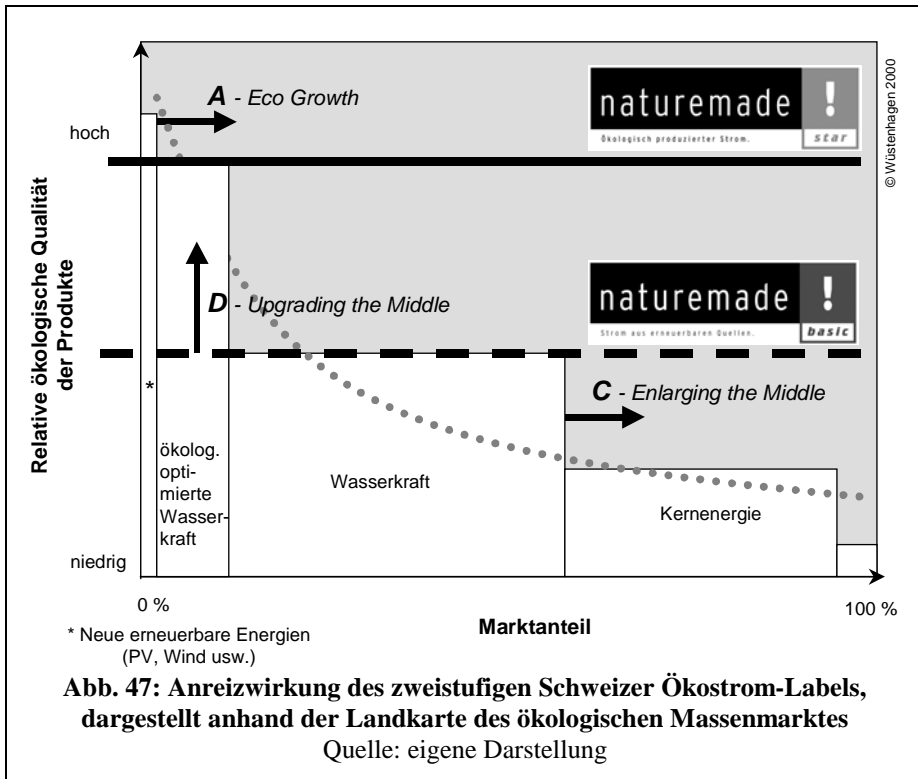 A - Eco Growth
naturemade
!
Ökologisch produzierter Strom.
star
© Wüstenhagen 2000
hoch
Relative ökologische Qualität
der Produkte
D - Upgrading the Middle
naturemade
!
Strom aus erneuerbaren Quellen.
basic
C - Enlarging the Middle
*
ökolog.
opti-
mierte
Wasser-
kraft
Wasserkraft
Kernenergie
niedrig
0 %
Marktanteil
100 %
* Neue erneuerbare Energien
(PV, Wind usw.)
Abb. 47: Anreizwirkung des zweistufigen Schweizer Ökostrom-Labels,
dargestellt anhand der Landkarte des ökologischen Massenmarktes
Quelle: eigene Darstellung